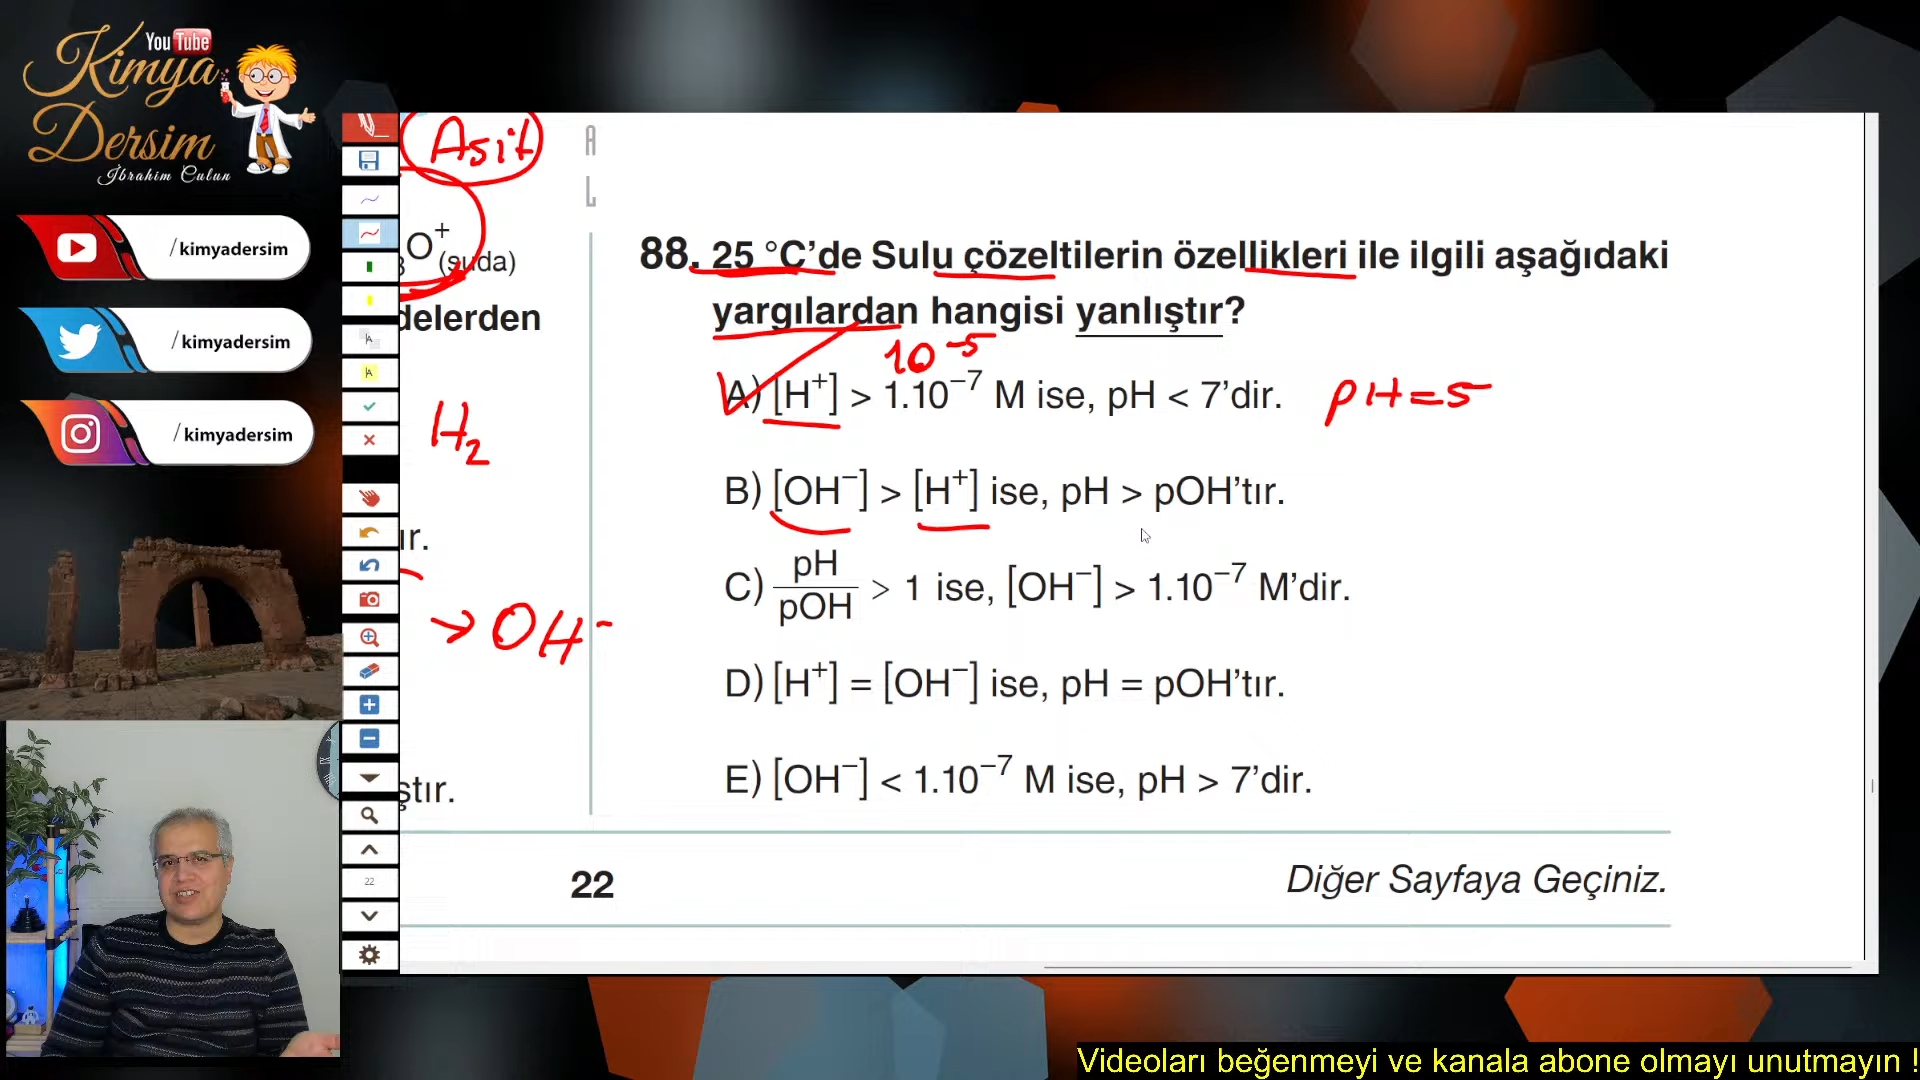 YouTube
Kimya
Dersim
İbrahim Culun
/kimyadersim
/kimyadersim
/kimyadersim
Asit
O+
3 (suda)
delerden
H2
ır.
→ OH-
ştır.
A
L
88. 25 °C’de Sulu çözeltilerin özellikleri ile ilgili aşağıdaki
yargılardan hangisi yanlıştır?
10-5
A) [H+] > 1.10−7 M ise, pH < 7’dir. pH=5
B) [OH−] > [H+] ise, pH > pOH’tır.
C) pH/pOH > 1 ise, [OH−] > 1.10−7 M’dir.
D) [H+] = [OH−] ise, pH = pOH’tır.
E) [OH−] < 1.10−7 M ise, pH > 7’dir.
22
22
Diğer Sayfaya Geçiniz.
Videoları beğenmeyi ve kanala abone olmayı unutmayın !